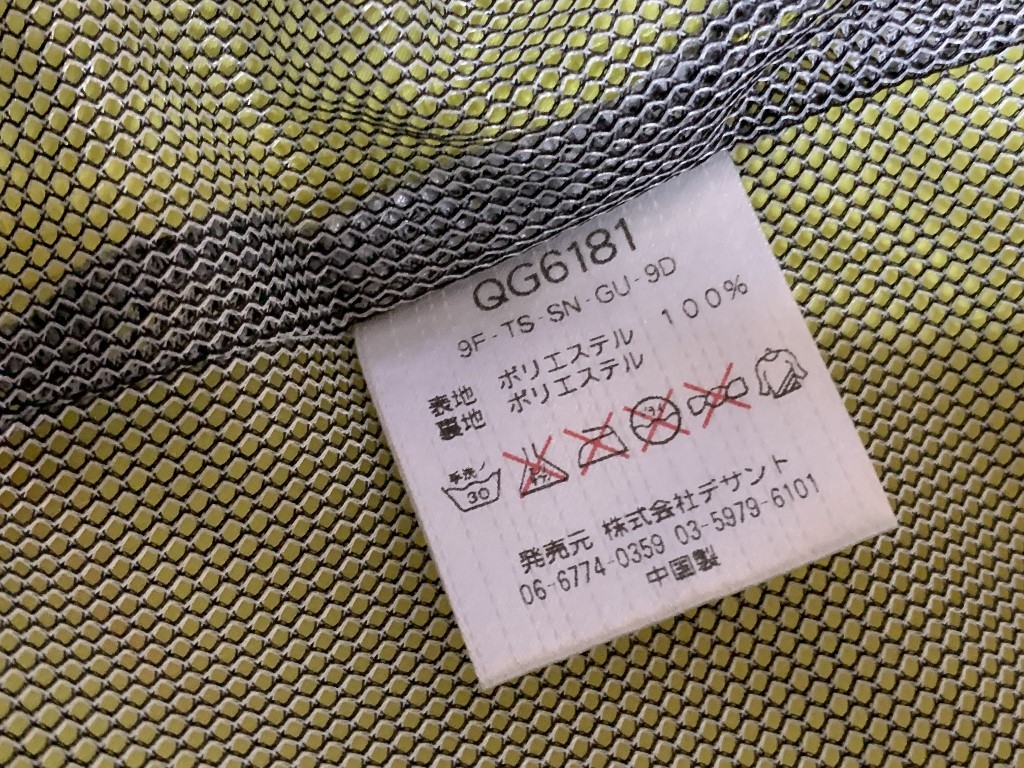 QG6181
9F-TS-SN-GU-9D
表地 ポリエステル 100%
裏地 ポリエステル
手洗イ
30
発売元 株式会社デサント
06-6774-0359 03-5979-6101
中国製